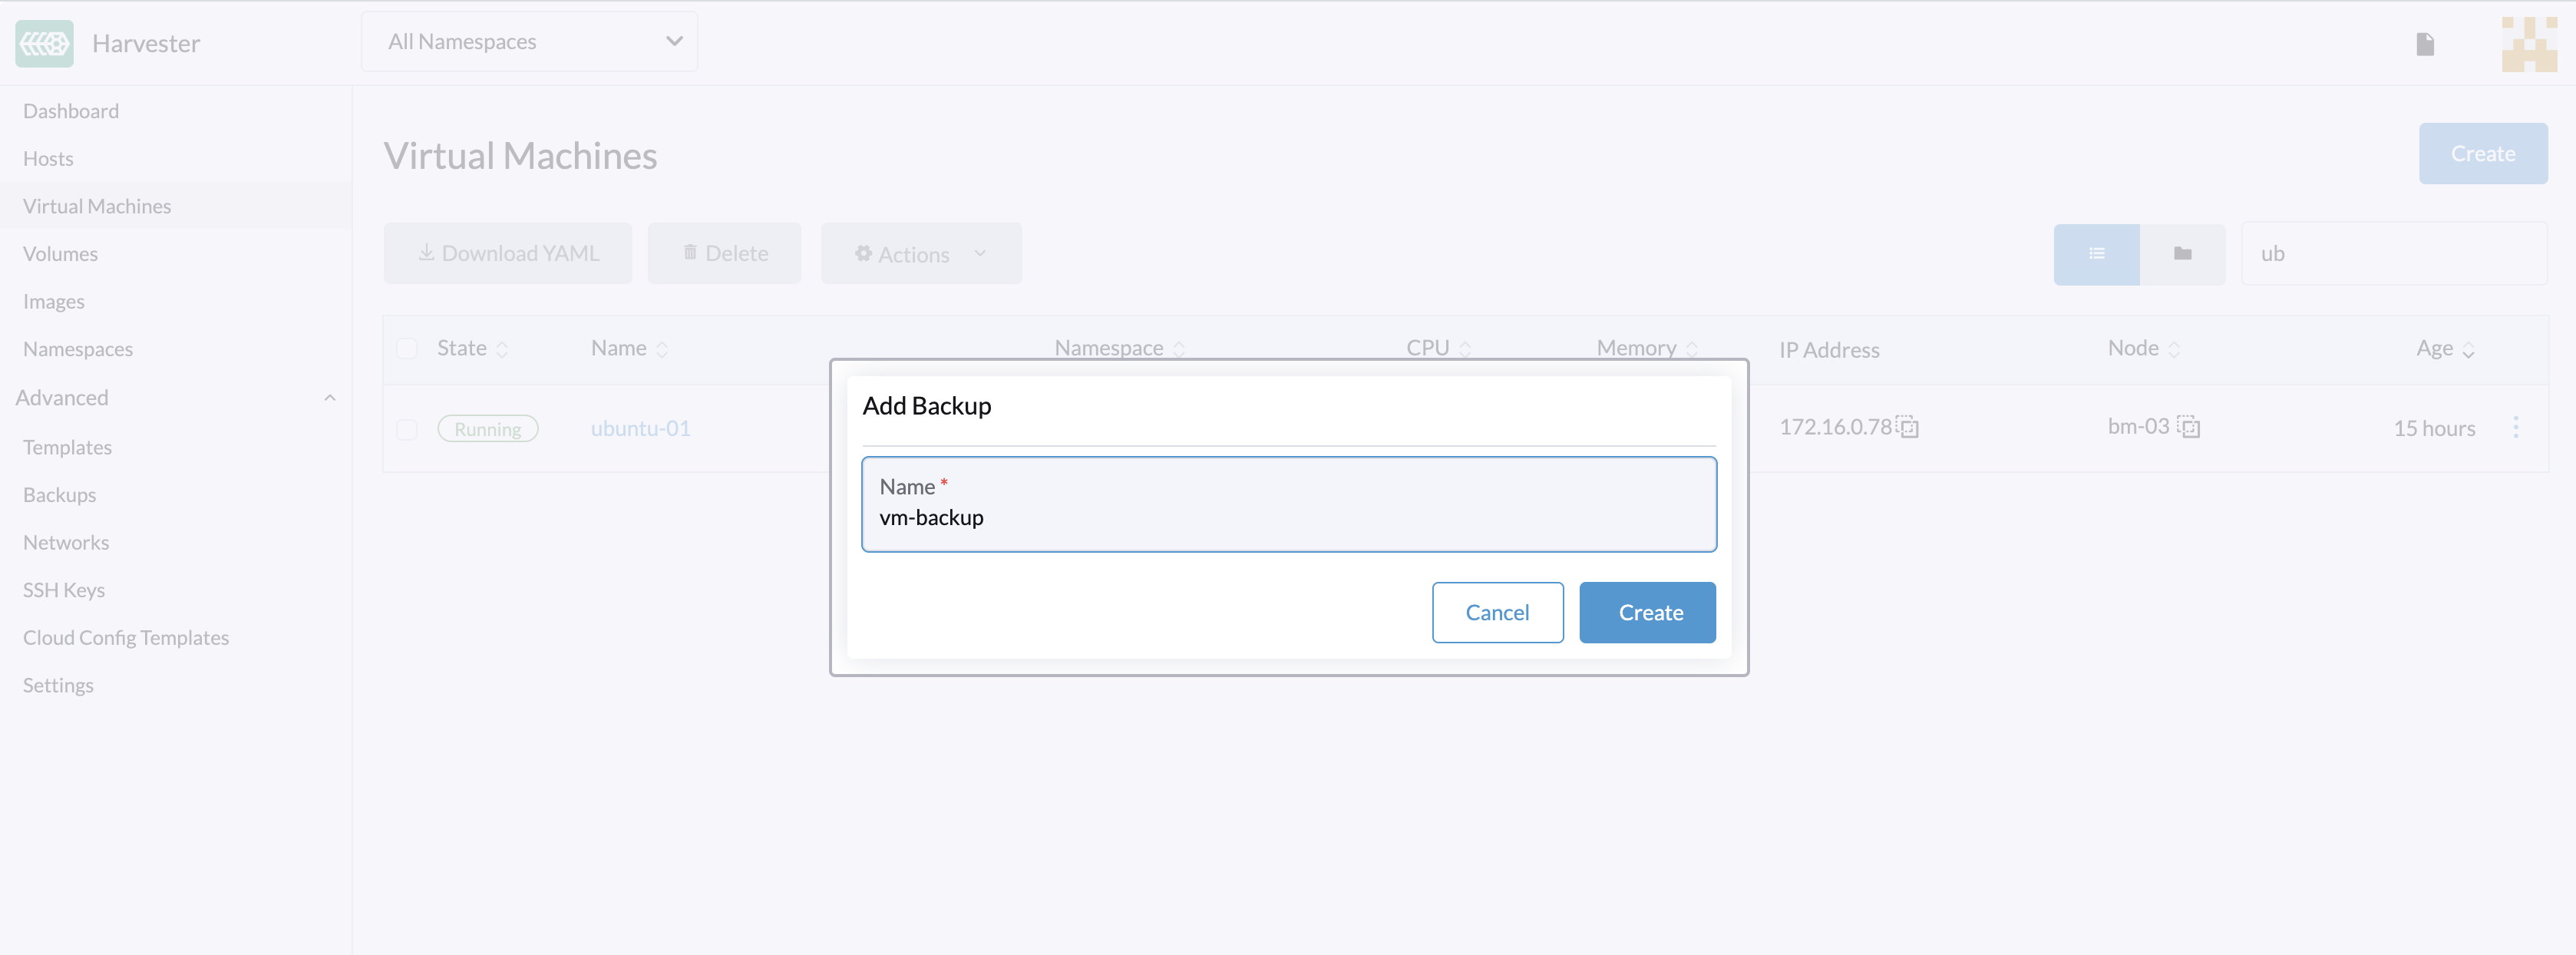 Harvester
All Namespaces
Dashboard
Hosts
Virtual Machines
Volumes
Images
Namespaces
Advanced
Templates
Backups
Networks
SSH Keys
Cloud Config Templates
Settings
Virtual Machines
Create
Download YAML
Delete
Actions
ub
State
Name
Namespace
CPU
Memory
IP Address
Node
Age
Running
ubuntu-01
172.16.0.78
bm-03
15 hours
Add Backup
Name *
vm-backup
Cancel
Create